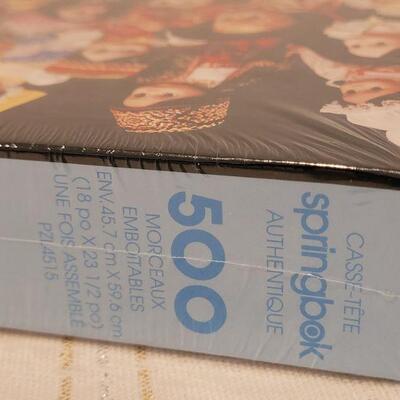 CASSE-TÊTE
springbok
AUTHENTIQUE
500
MORCEAUX
EMBOITABLES
ENV. 45.7 cm X 59.6 cm
(18 po X 23 1/2 po)
UNE FOIS ASSEMBLÉ
PZL4515